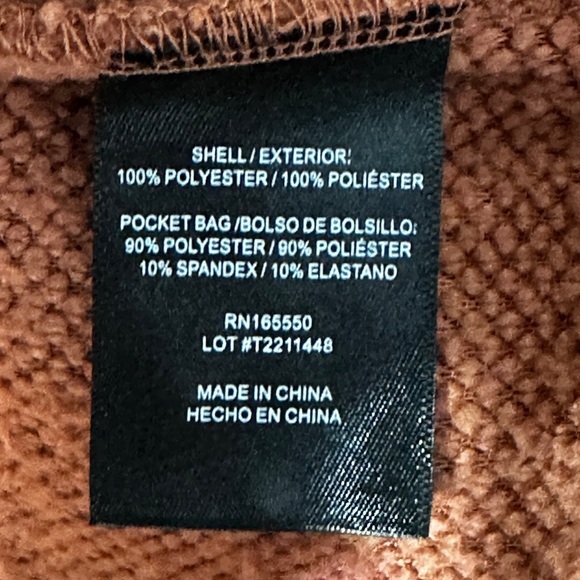 SHELL / EXTERIOR:
100% POLYESTER / 100% POLIÉSTER
POCKET BAG /BOLSO DE BOLSILLO:
90% POLYESTER / 90% POLIÉSTER
10% SPANDEX / 10% ELASTANO
RN165550
LOT #T2211448
MADE IN CHINA
HECHO EN CHINA